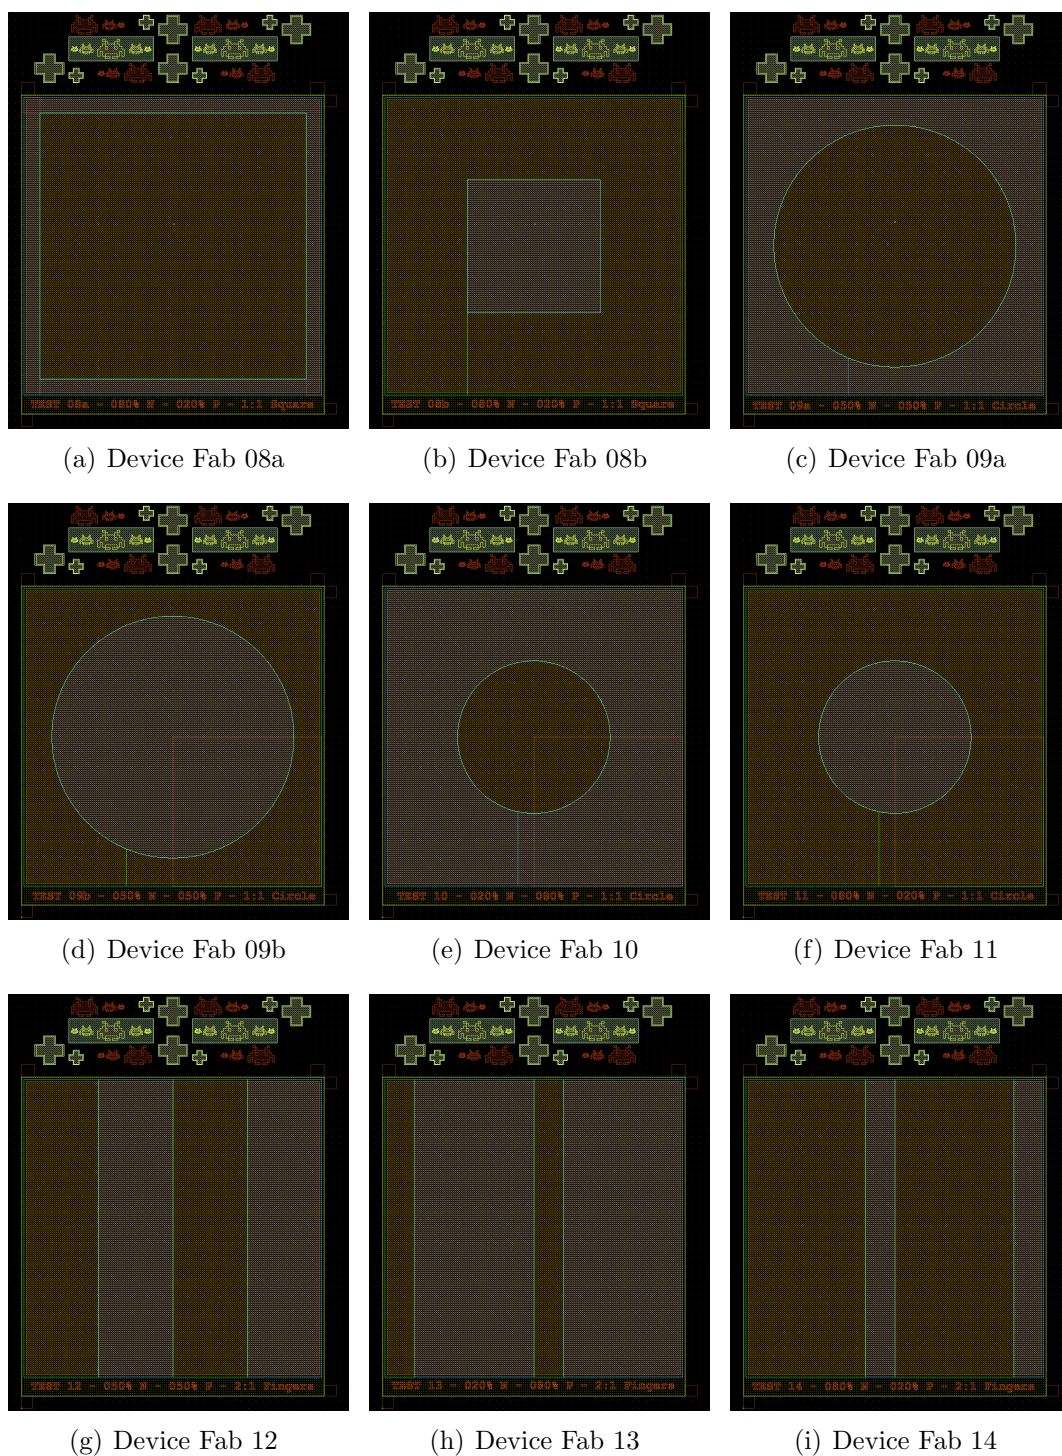 TEST 08a - 080% N - 020% P - 1:1 Square
TEST 08b - 080% N - 020% P - 1:1 Square
TEST 09a - 050% N - 050% P - 1:1 Circle
(a) Device Fab 08a
(b) Device Fab 08b
(c) Device Fab 09a
TEST 09b - 050% N - 050% P - 1:1 Circle
TEST 10 - 020% N - 080% P - 1:1 Circle
TEST 11 - 080% N - 020% P - 1:1 Circle
(d) Device Fab 09b
(e) Device Fab 10
(f) Device Fab 11
TEST 12 - 050% N - 050% P - 2:1 Fingers
TEST 13 - 020% N - 080% P - 2:1 Fingers
TEST 14 - 080% N - 020% P - 2:1 Fingers
(g) Device Fab 12
(h) Device Fab 13
(i) Device Fab 14